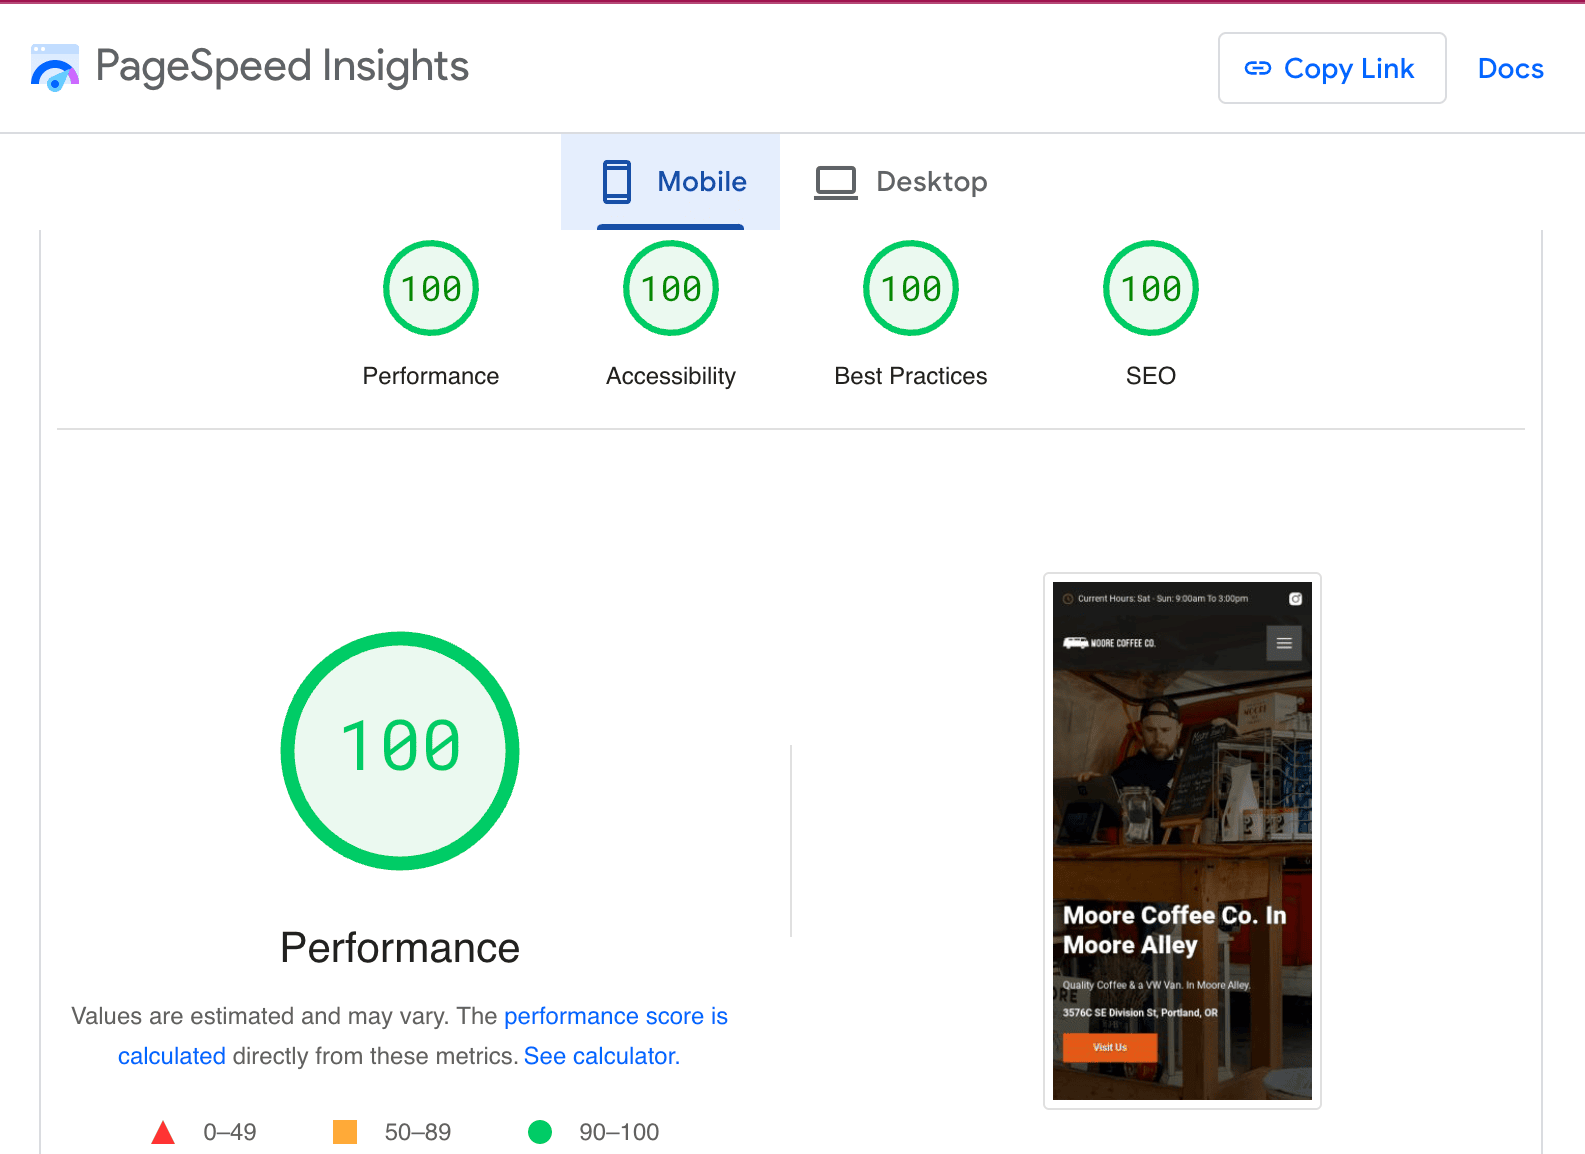 PageSpeed Insights
Copy Link
Docs
Mobile
Desktop
100
100
100
100
Performance
Accessibility
Best Practices
SEO
100
Performance
Values are estimated and may vary. The performance score is
calculated directly from these metrics. See calculator.
0–49
50–89
90–100
Current Hours: Sat - Sun: 9:00am To 3:00pm
MOORE COFFEE CO.
Moore Coffee Co. In
Moore Alley
Quality Coffee & a VW Van. In Moore Alley.
3576C SE Division St, Portland, OR
Visit Us